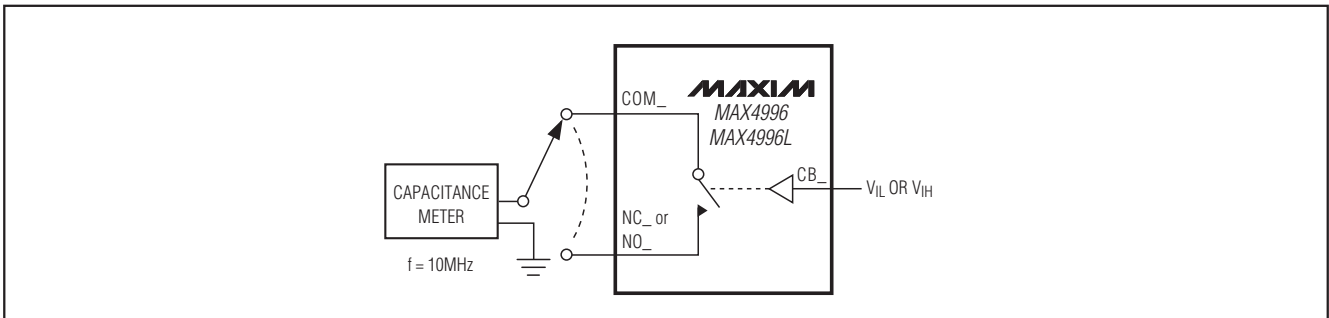 MAXIM
MAX4996
MAX4996L
COM_
CAPACITANCE
METER
f = 10MHz
NC_ or
NO_
CB_
VIL OR VIH